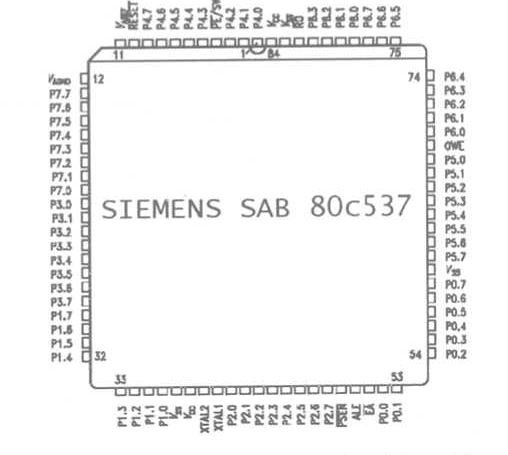 VAREF RESET P4.7 P4.6 P4.5 P4.4 P4.3 PE/SWD P4.2 P4.1 P4.0 VCC VSS RO P8.3 P8.2 P8.1 P8.0 P6.7 P6.6 P6.5
11 1 84 75
VAGND 12 74 P6.4
P7.7 P6.3
P7.6 P6.2
P7.5 P6.1
P7.4 P6.0
P7.3 OWE
P7.2 P5.0
P7.1 P5.1
P7.0 P5.2
P3.0 P5.3
SIEMENS SAB 80c537
P3.1 P5.4
P3.2 P5.5
P3.3 P5.6
P3.4 P5.7
P3.5 VSS
P3.6 P0.7
P3.7 P0.6
P1.7 P0.5
P1.6 P0.4
P1.5 P0.3
P1.4 32 54 P0.2
33 53
P1.3 P1.2 P1.1 P1.0 VSS VCC XTAL2 XTAL1 P2.0 P2.1 P2.2 P2.3 P2.4 P2.5 P2.6 P2.7 PSEN ALE EA P0.0 P0.1